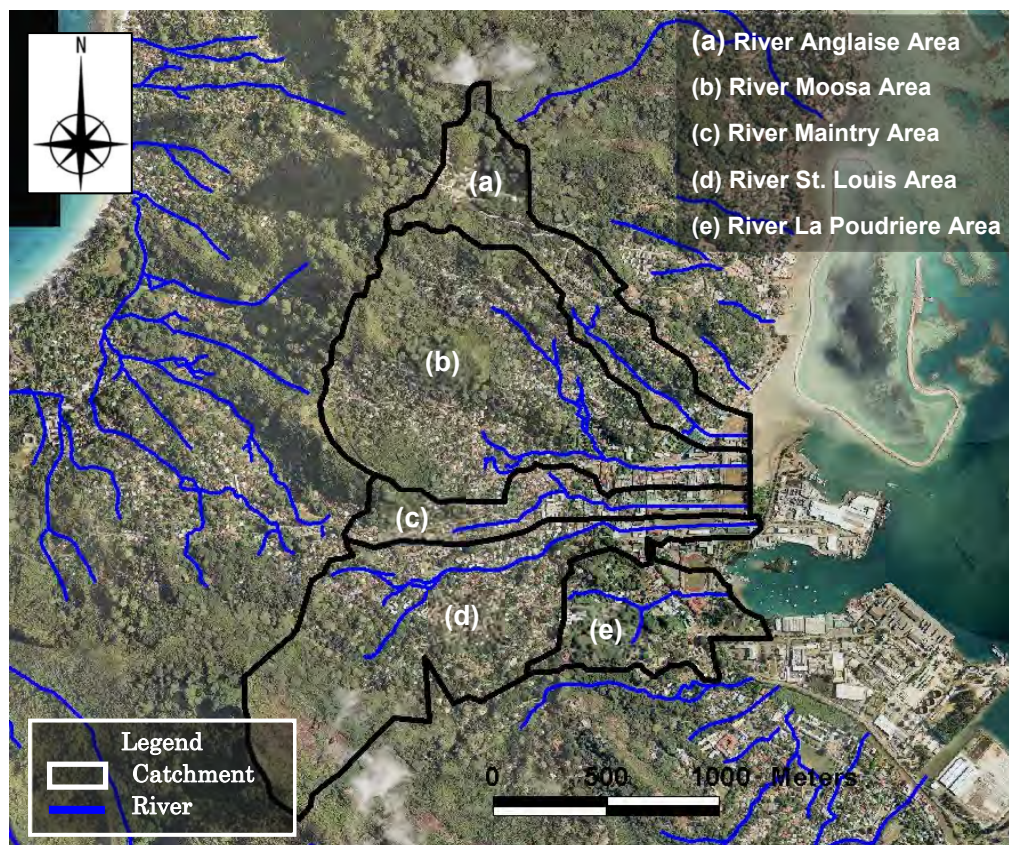 N
(a) River Anglaise Area
(b) River Moosa Area
(c) River Maintry Area
(d) River St. Louis Area
(e) River La Poudriere Area
(a)
(b)
(c)
(d)
(e)
Legend
Catchment
River
0 500 1000 Meters